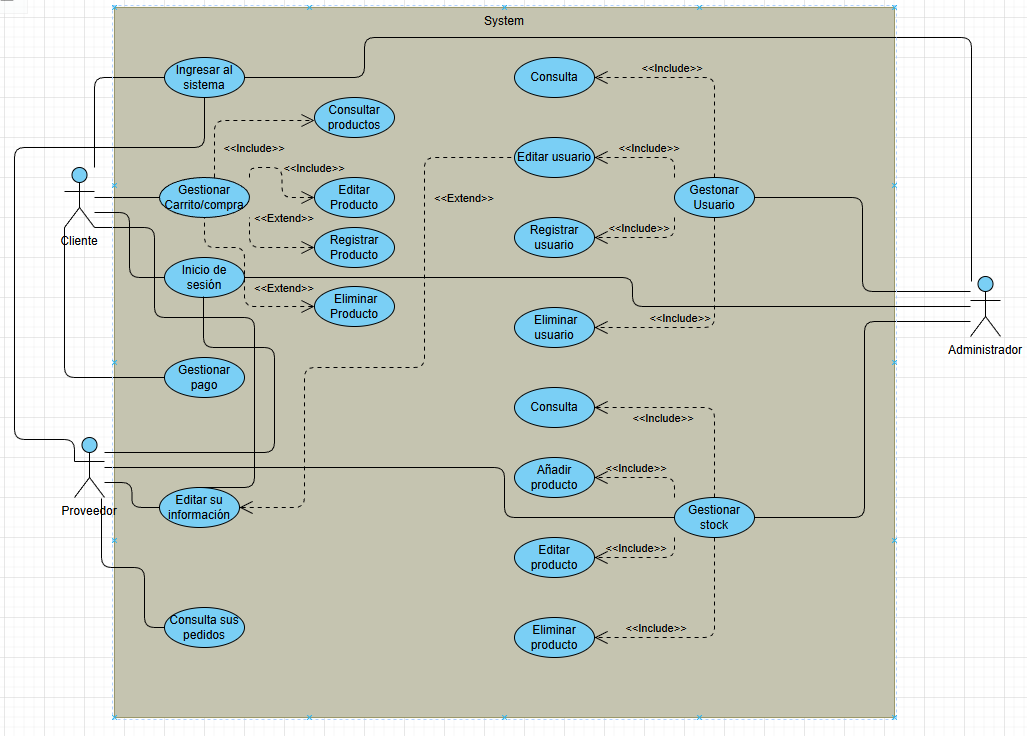 System
Ingresar al
sistema
Consulta
<<Include>>
Consultar
productos
<<Include>>
Editar usuario
<<Include>>
<<Include>>
Gestionar
Carrito/compra
Editar
Producto
<<Extend>>
Gestonar
Usuario
<<Extend>>
Registrar
Producto
Registrar
usuario
<<Include>>
Cliente
Inicio de
sesión
<<Extend>>
Eliminar
Producto
Eliminar
usuario
<<Include>>
Administrador
Gestionar
pago
Consulta
<<Include>>
Añadir
producto
<<Include>>
Proveedor
Editar su
información
Gestionar
stock
Editar
producto
<<Include>>
Consulta sus
pedidos
Eliminar
producto
<<Include>>